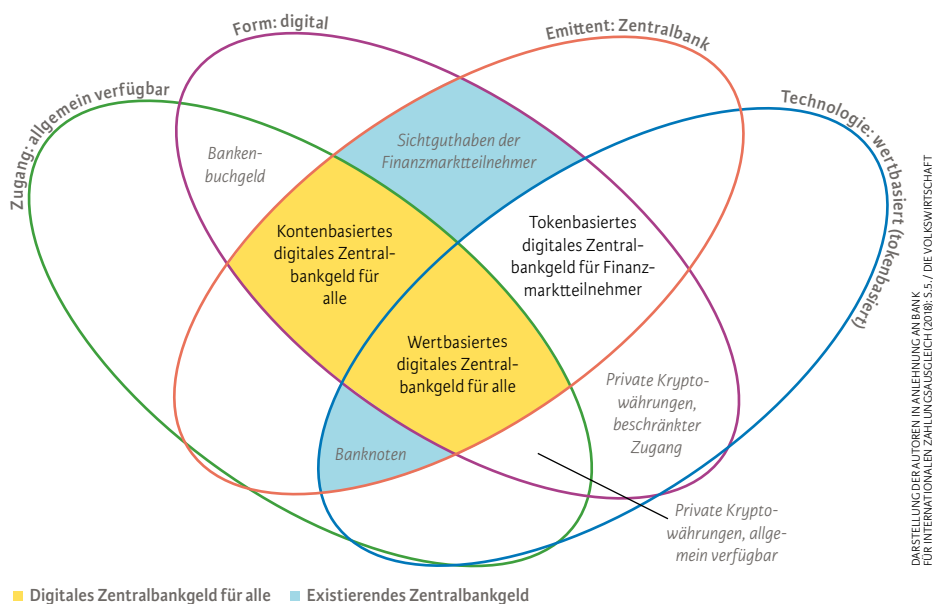 Form: digital
Emittent: Zentralbank
Zugang: allgemein verfügbar
Technologie: wertbasiert (tokenbasiert)
Banken-
buchgeld
Sichtguthaben der
Finanzmarktteilnehmer
Kontenbasiertes
digitales Zentral-
bankgeld für
alle
Tokenbasiertes
digitales Zentral-
bankgeld für Finanz-
marktteilnehmer
Wertbasiertes
digitales Zentral-
bankgeld für alle
Private Krypto-
währungen,
beschränkter
Zugang
Banknoten
Private Krypto-
währungen, allge-
mein verfügbar
Digitales Zentralbankgeld für alle
Existierendes Zentralbankgeld
DARSTELLUNG DER AUTOREN IN ANLEHNUNG AN BANK
FÜR INTERNATIONALEN ZAHLUNGSAUSGLEICH (2018): S.5. / DIE VOLKSWIRTSCHAFT